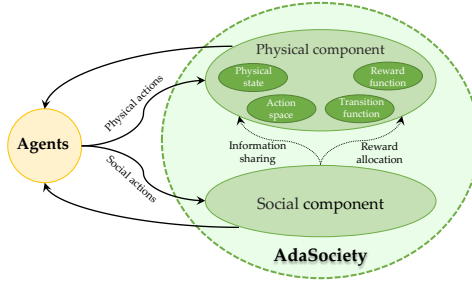 Physical component
Physical
state
Reward
function
Action
space
Transition
function
Physical actions
Agents
Information
sharing
Reward
allocation
Social actions
Social component
AdaSociety